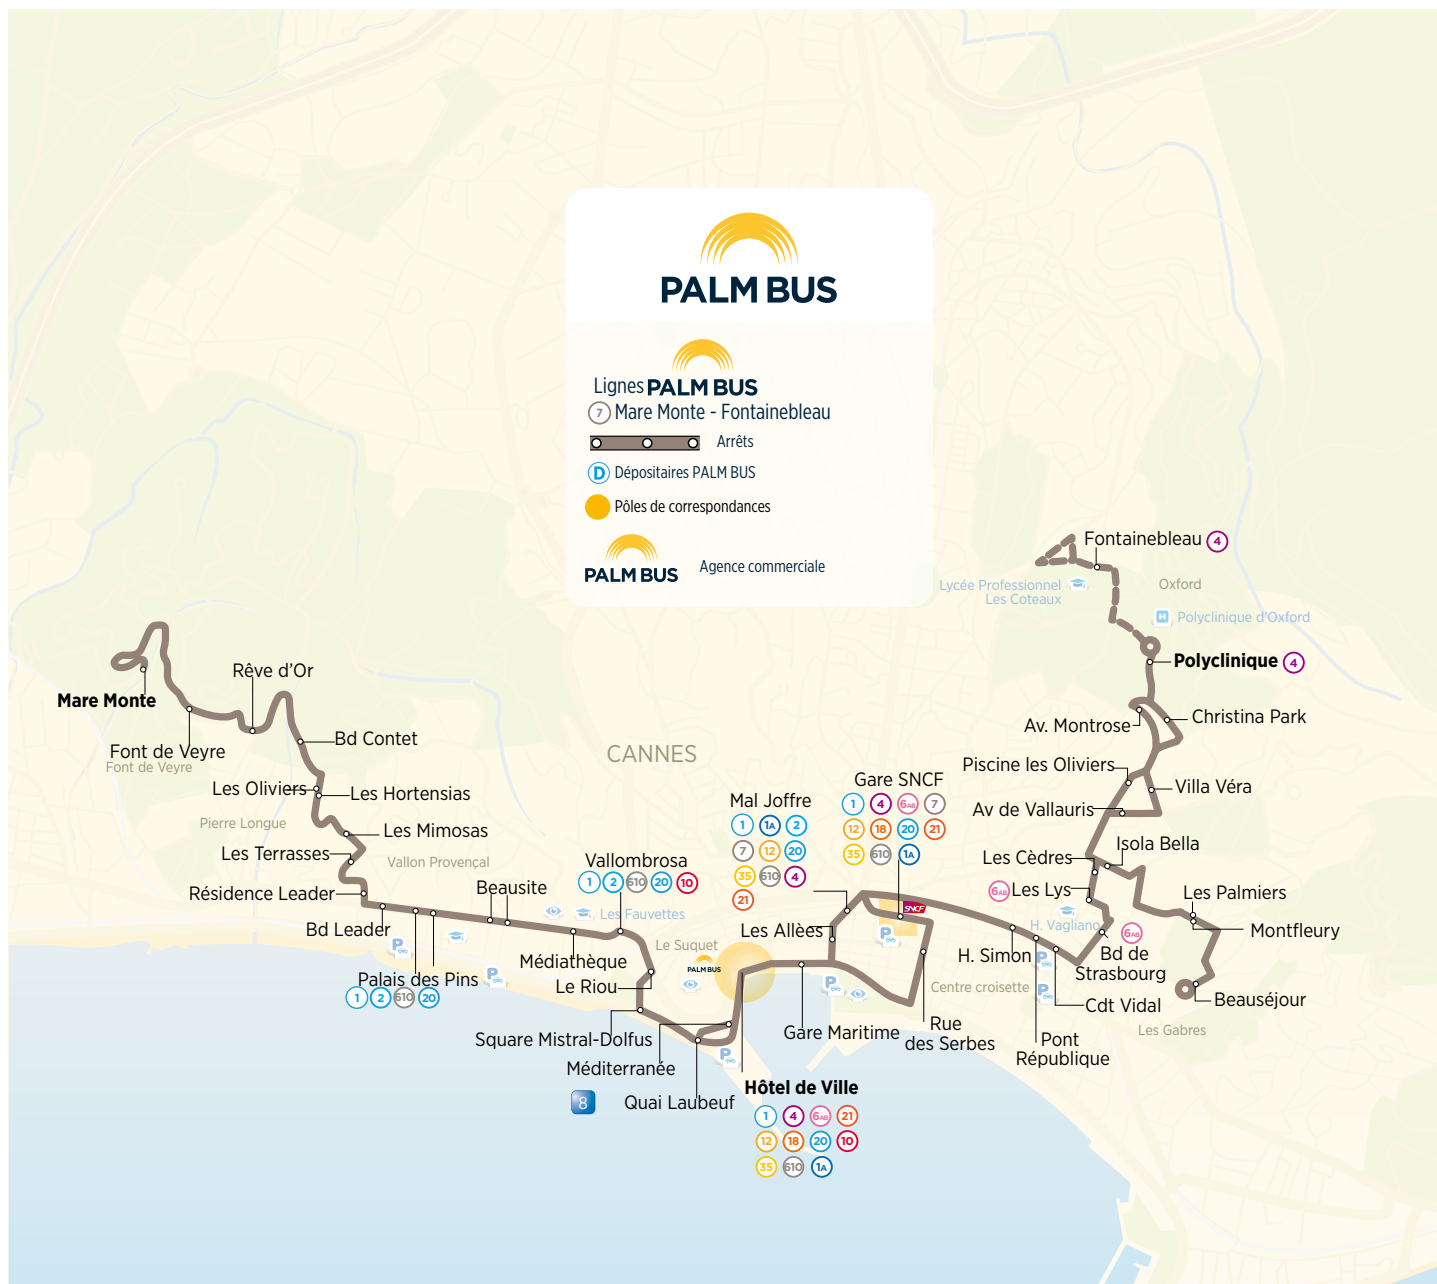 PALM BUS
Lignes PALM BUS
7 Mare Monte - Fontainebleau
Arrêts
D Dépositaires PALM BUS
Pôles de correspondances
PALM BUS Agence commerciale
Fontainebleau 4
Lycée Professionnel
Les Coteaux
Oxford
H Polyclinique d'Oxford
Polyclinique 4
Rêve d'Or
Mare Monte
Font de Veyre
Font de Veyre
Bd Contet
Les Oliviers
Les Hortensias
Pierre Longue
Les Mimosas
Les Terrasses
Vallon Provençal
Résidence Leader
Bd Leader
Beausite
Palais des Pins
1 2 610 20
CANNES
Vallombrosa
1 2 610 20 10
Les Fauvettes
Médiathèque
Le Riou
Le Suquet
PALM BUS
Square Mistral-Dolfus
Méditerranée
8
Quai Laubeuf
Hôtel de Ville
1 4 6AB 21
12 18 20 10
35 610 1A
Mal Joffre
1 1A 2
7 12 20
35 610 4
21
Gare SNCF
1 4 6AB 7
12 18 20 21
35 610 1A
SNCF
Les Allèes
Gare Maritime
Rue
des Serbes
Centre croisette
H. Simon
Pont
République
Cdt Vidal
Bd de
Strasbourg
6AB
H. Vagliano
6AB Les Lys
Les Cèdres
Isola Bella
Av de Vallauris
Villa Véra
Piscine les Oliviers
Av. Montrose
Christina Park
Les Palmiers
Montfleury
Beauséjour
Les Gabres
P
P
P
P
P
P
P